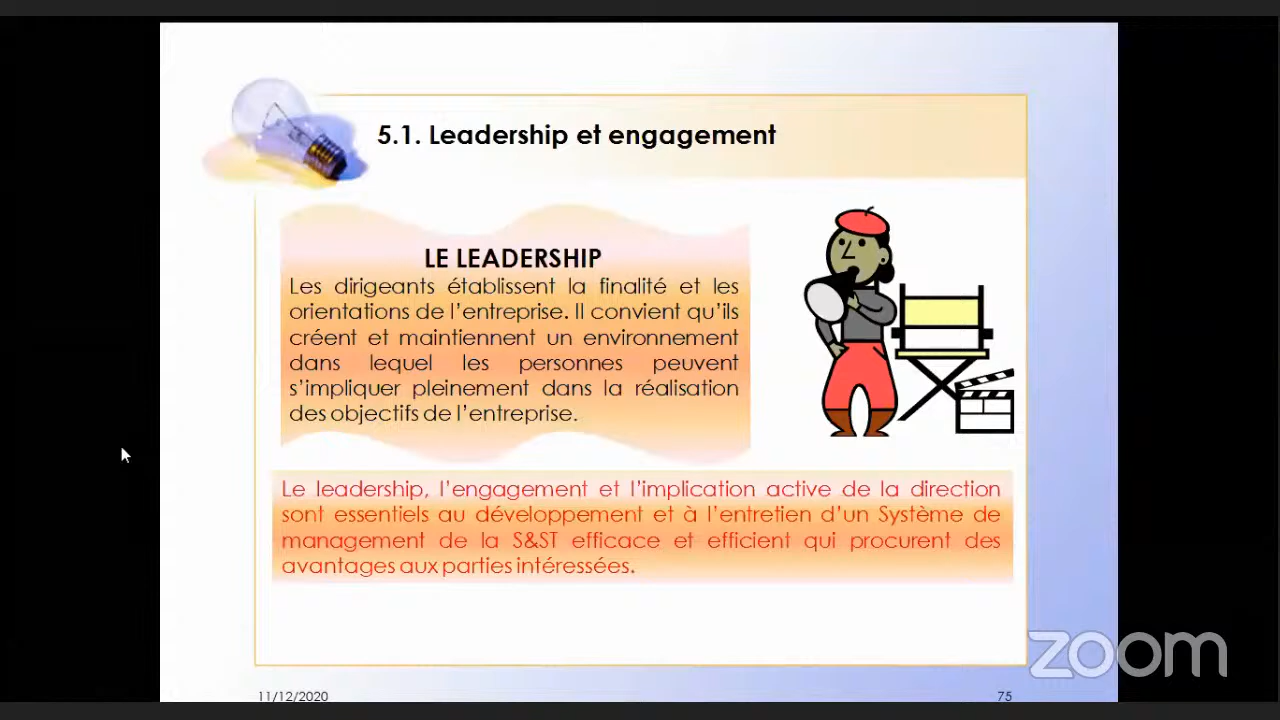 5.1. Leadership et engagement
LE LEADERSHIP
Les dirigeants établissent la finalité et les
orientations de l’entreprise. Il convient qu’ils
créent et maintiennent un environnement
dans lequel les personnes peuvent
s’impliquer pleinement dans la réalisation
des objectifs de l’entreprise.
Le leadership, l’engagement et l’implication active de la direction
sont essentiels au développement et à l’entretien d’un Système de
management de la S&ST efficace et efficient qui procurent des
avantages aux parties intéressées.
zoom
11/12/2020
75